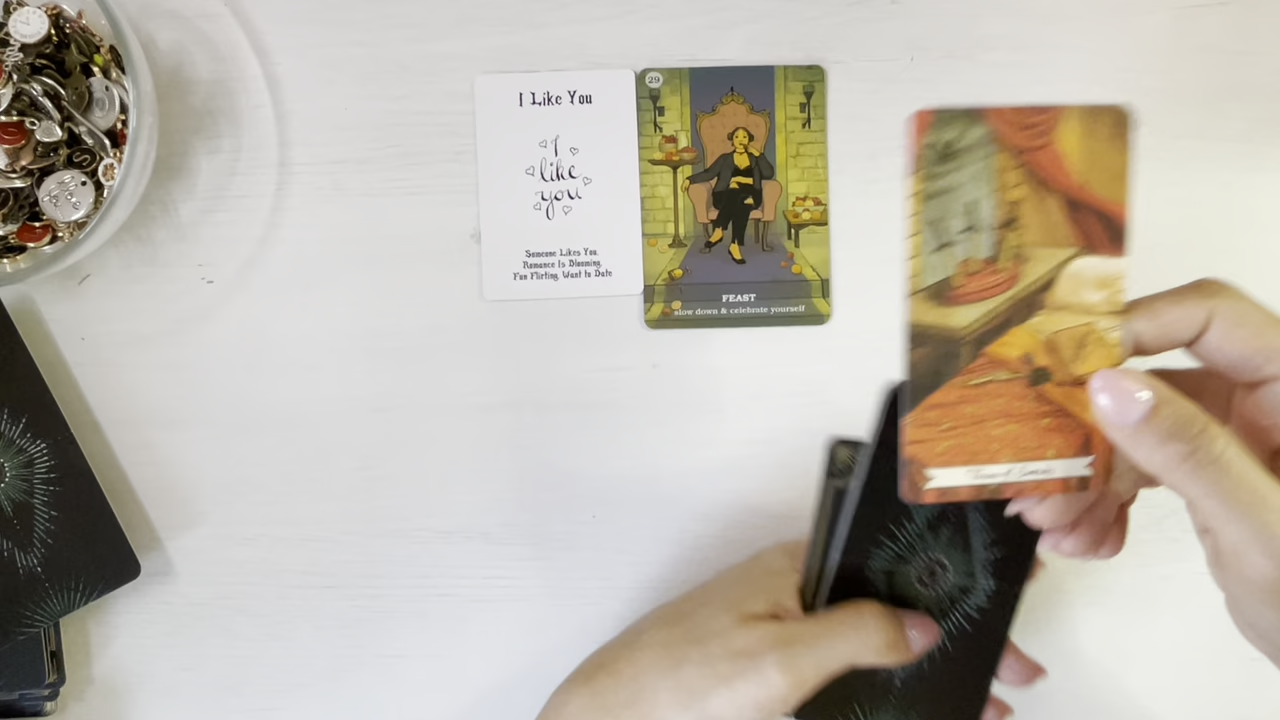 I Like You
I
like
you
Someone Likes You.
Romance Is Blooming.
Fun Flirting. Want to Date
29
FEAST
slow down & celebrate yourself